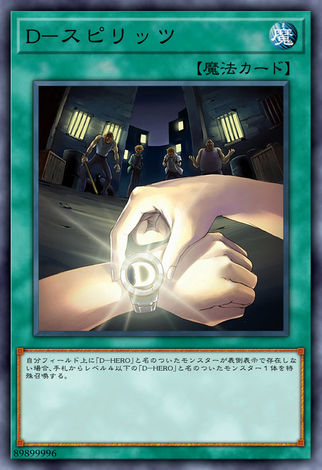 D-スピリッツ
魔
【魔法カード】
D
自分フィールド上に「D-HERO」と名のついたモンスターが表側表示で存在しな
い場合、手札からレベル4以下の「D-HERO」と名のついたモンスター1体を特
殊召喚する。
89899996